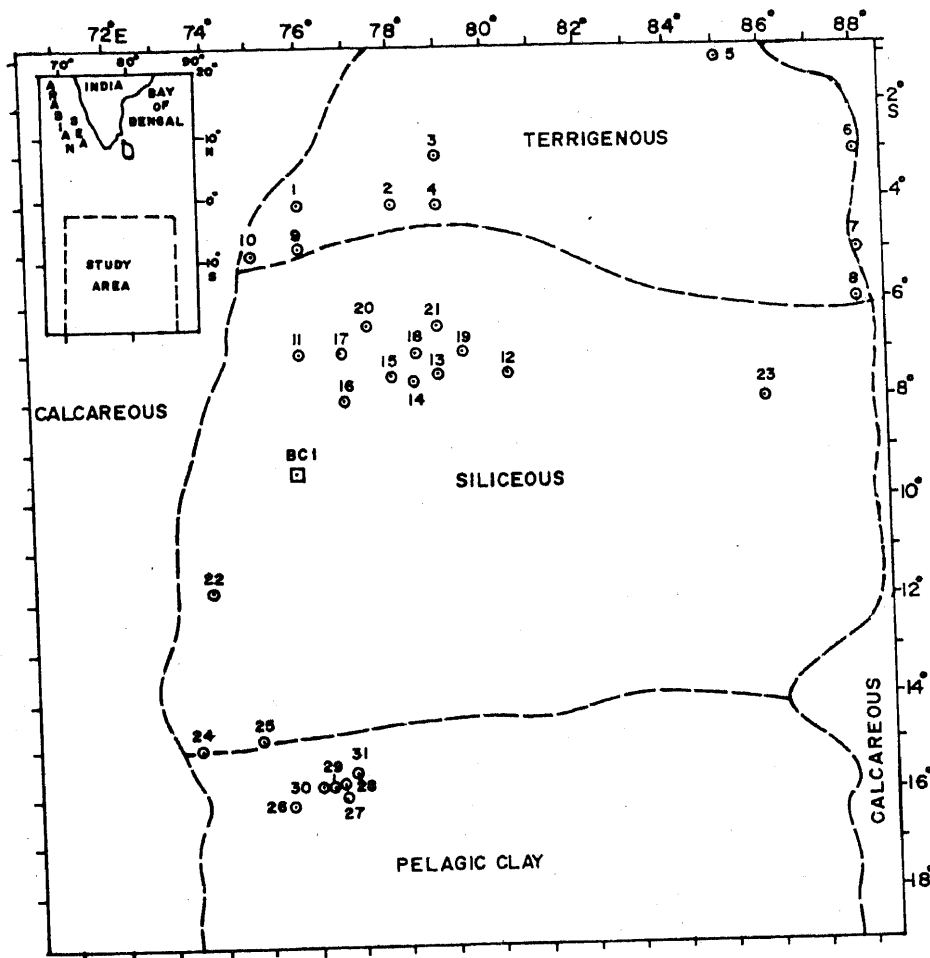 72°E 74° 76° 78° 80° 82° 84° 86° 88°
70° 80° 90°
20°
INDIA
BAY
OF
BENGAL
ARABIAN
SEA
10°
N
0°
10°
S
STUDY
AREA
5
2°
S
TERRIGENOUS
6
3
4°
1 2 4
10 9
7
8
6°
20 21
11 17 18 19
15 13 12
16 14
23
8°
CALCAREOUS
BC1
SILICEOUS
10°
22
12°
14°
CALCAREOUS
24 25
31
29
30 28
26 27
16°
PELAGIC CLAY
18°